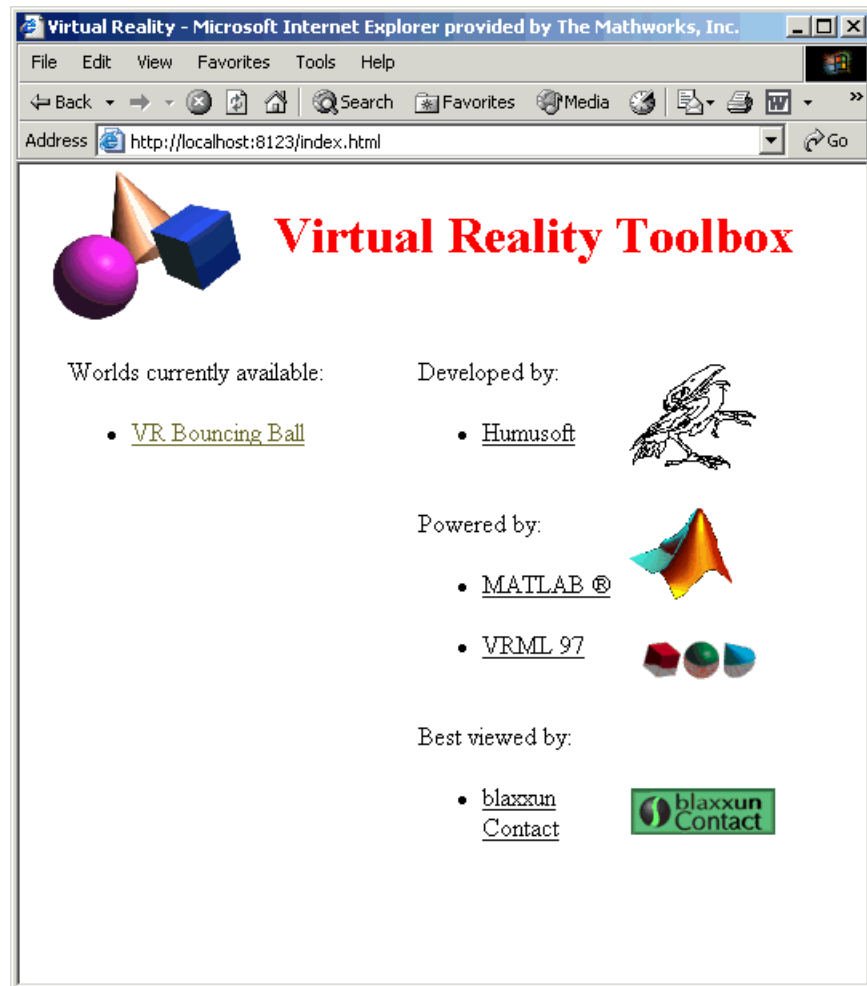 Virtual Reality - Microsoft Internet Explorer provided by The Mathworks, Inc.
File Edit View Favorites Tools Help
Back Search Favorites Media W »
Address http://localhost:8123/index.html Go
Virtual Reality Toolbox
Worlds currently available:
• VR Bouncing Ball
Developed by:
• Humusoft
Powered by:
• MATLAB ®
• VRML 97
Best viewed by:
• blaxxun
Contact
blaxxun
Contact